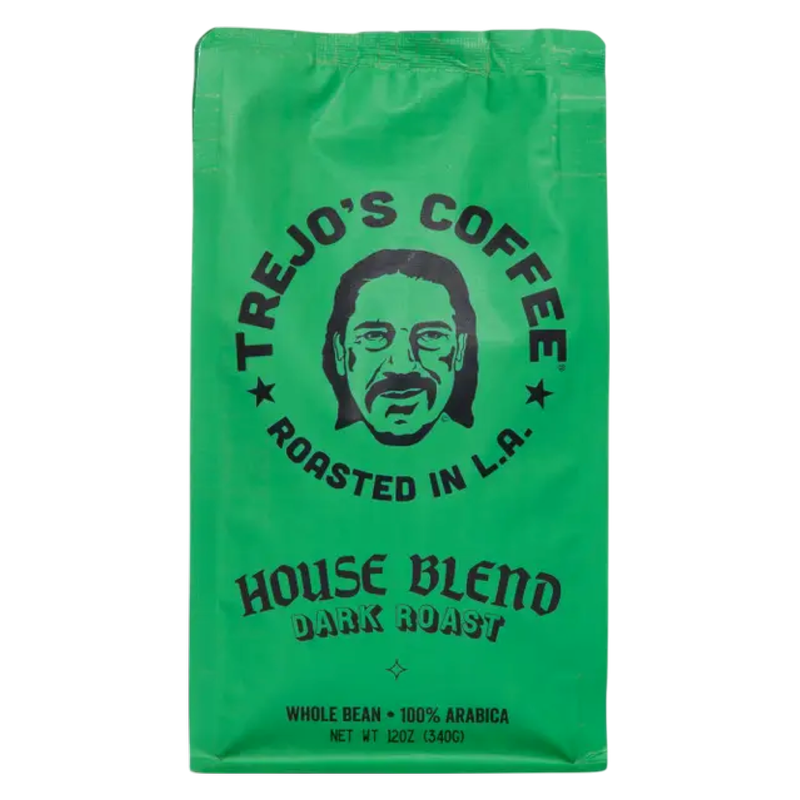 TREJO'S COFFEE
ROASTED IN L.A.
HOUSE BLEND
DARK ROAST
WHOLE BEAN • 100% ARABICA
NET WT 12OZ (340G)